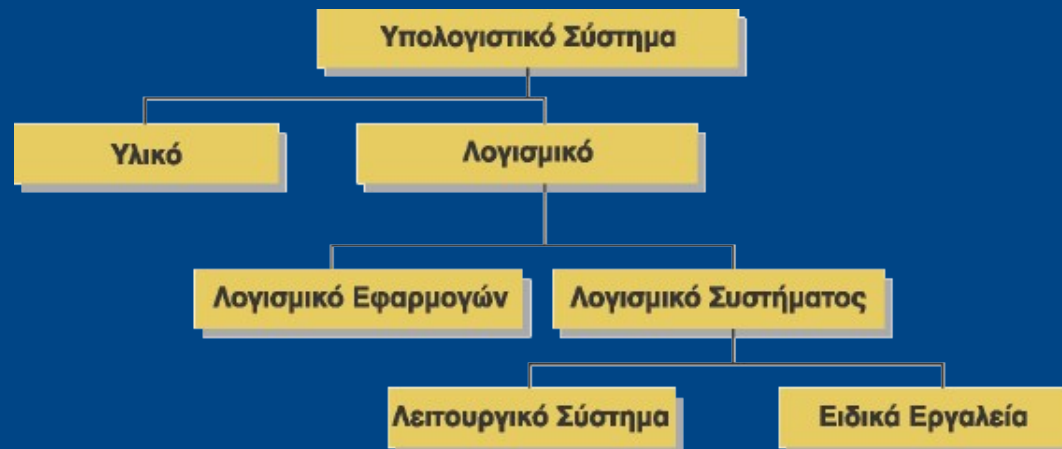 Υπολογιστικό Σύστημα
Υλικό
Λογισμικό
Λογισμικό Εφαρμογών
Λογισμικό Συστήματος
Λειτουργικό Σύστημα
Ειδικά Εργαλεία